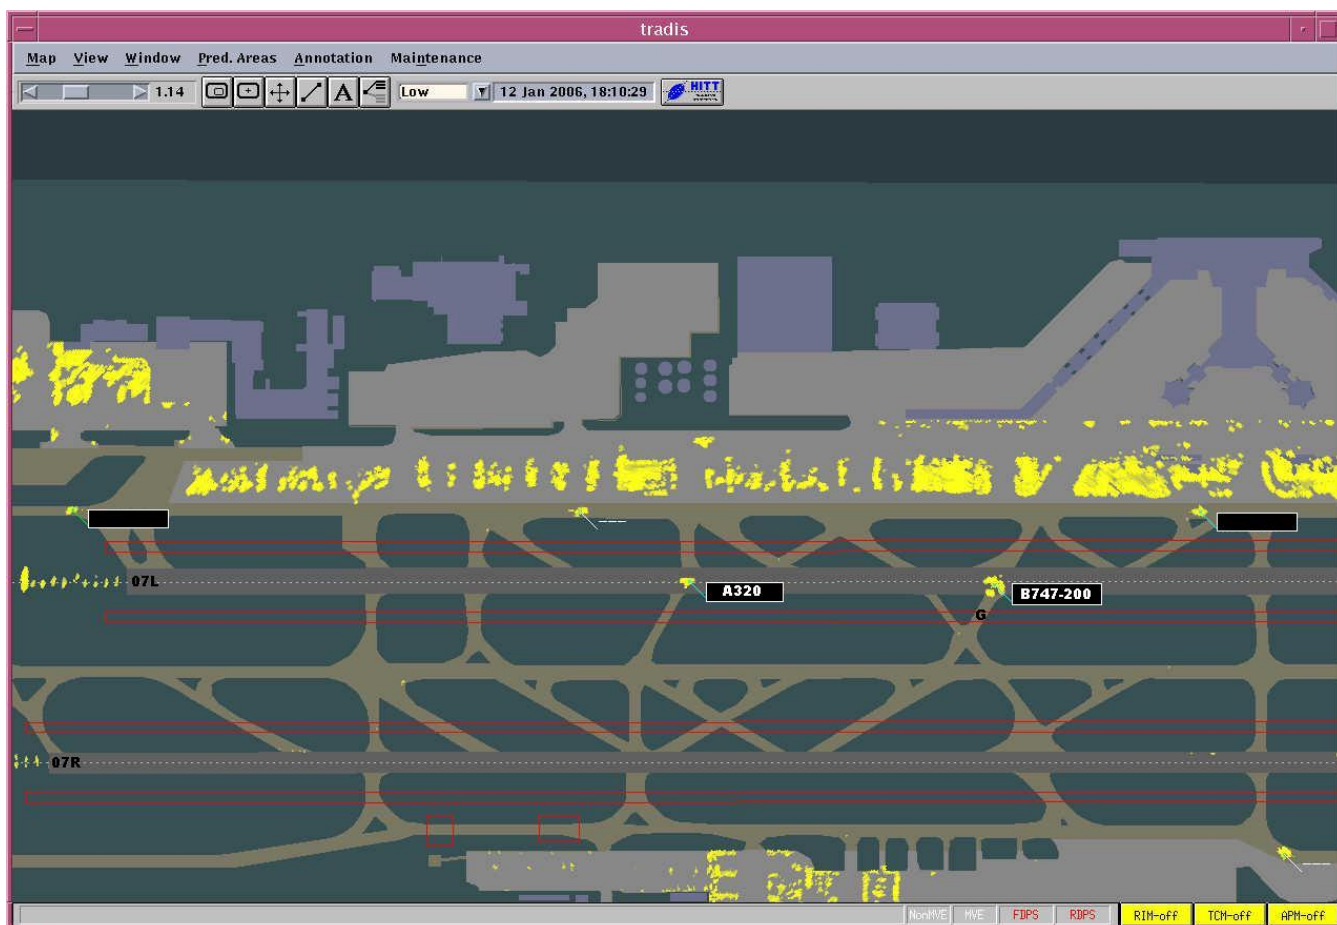 tradis
Map View Window Pred. Areas Annotation Maintenance
1.14 A Low 12 Jan 2006, 18:10:29 HITT
07L
A320
B747-200
G
07R
NonMVE MVE FDPS RDPS RIM-off TCM-off APM-off